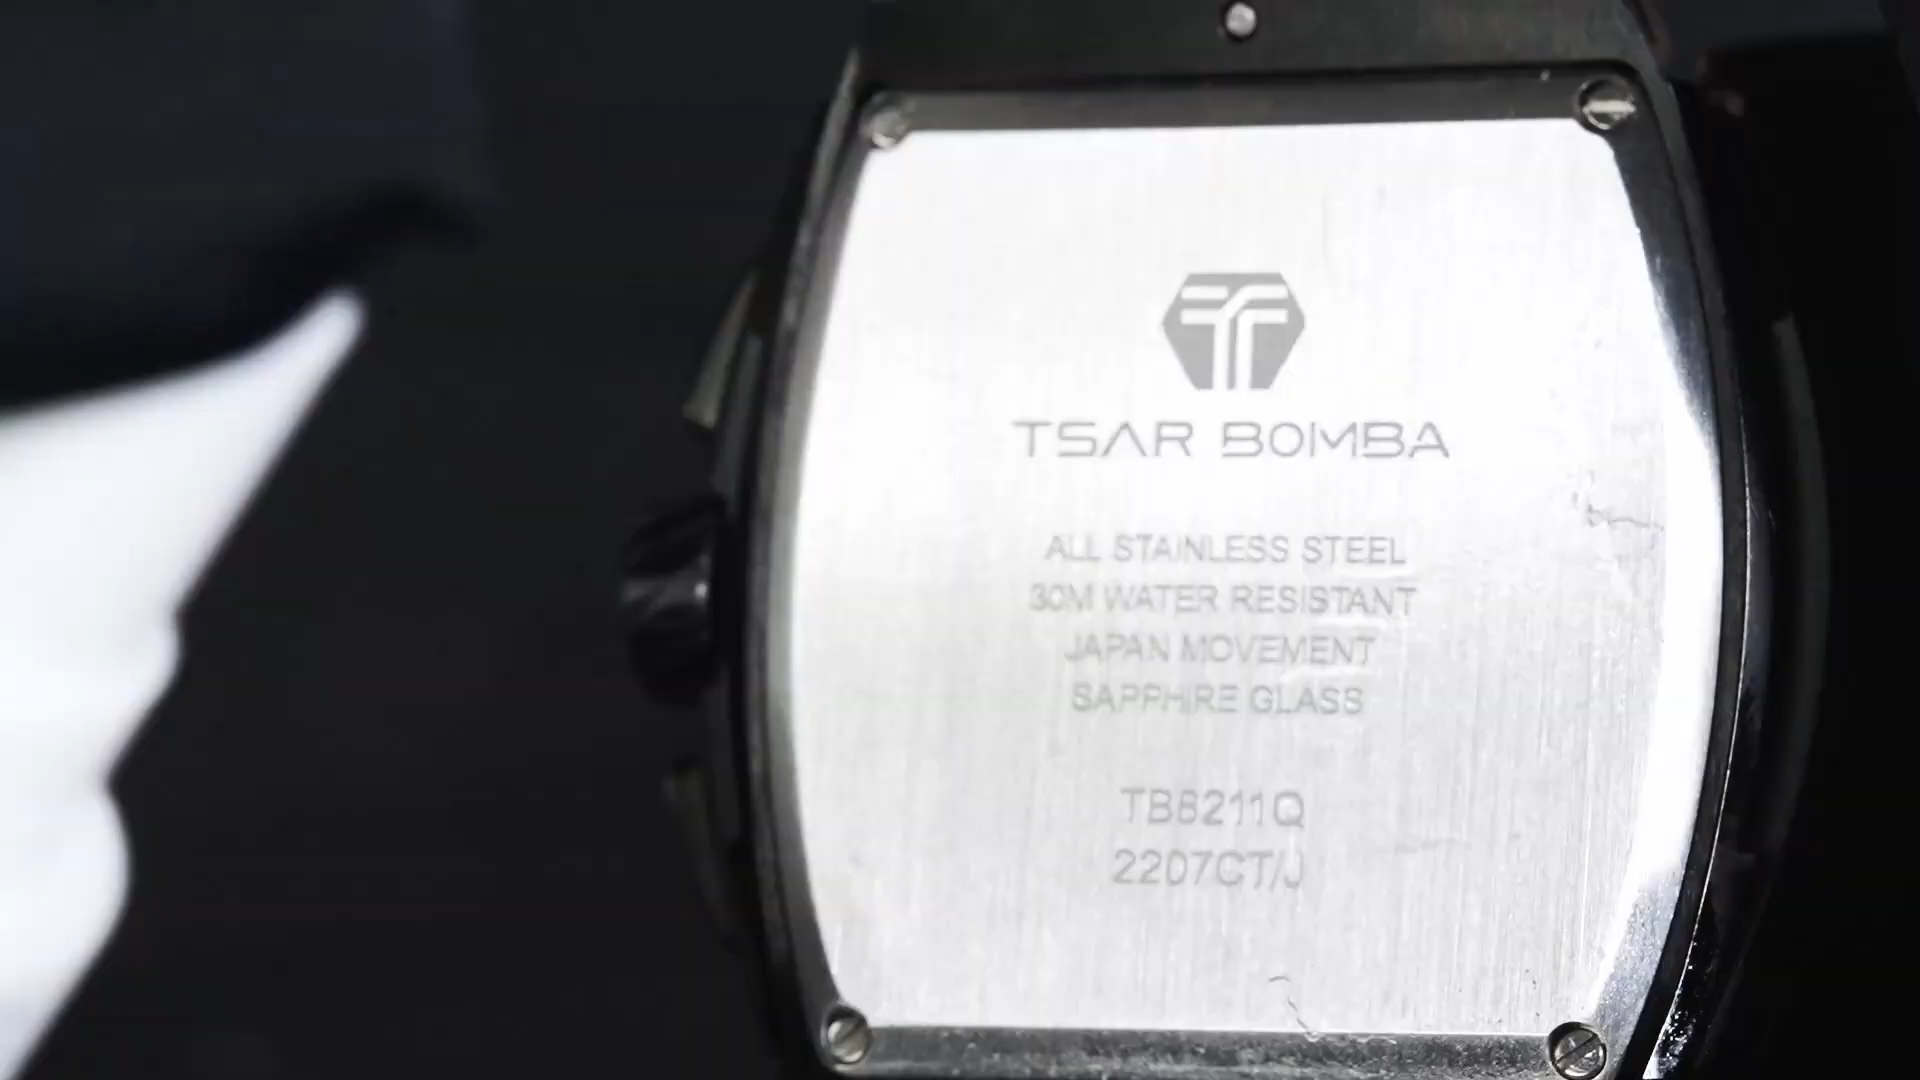 TSAR BOMBA
ALL STAINLESS STEEL
30M WATER RESISTANT
JAPAN MOVEMENT
SAPPHIRE GLASS
TB8211Q
2207CT/J